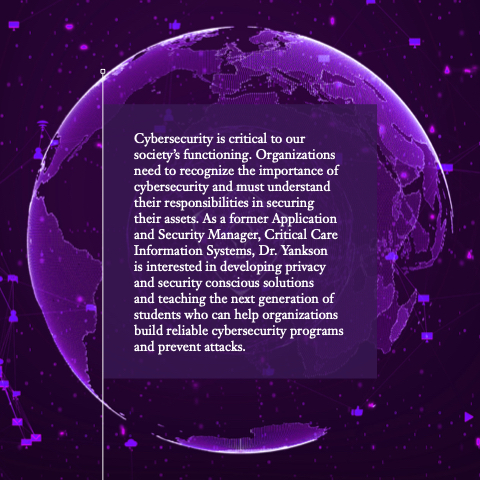 Cybersecurity is critical to our
society's functioning. Organizations
need to recognize the importance of
cybersecurity and must understand
their responsibilities in securing
their assets. As a former Application
and Security Manager, Critical Care
Information Systems, Dr. Yankson
is interested in developing privacy
and security conscious solutions
and teaching the next generation of
students who can help organizations
build reliable cybersecurity programs
and prevent attacks.